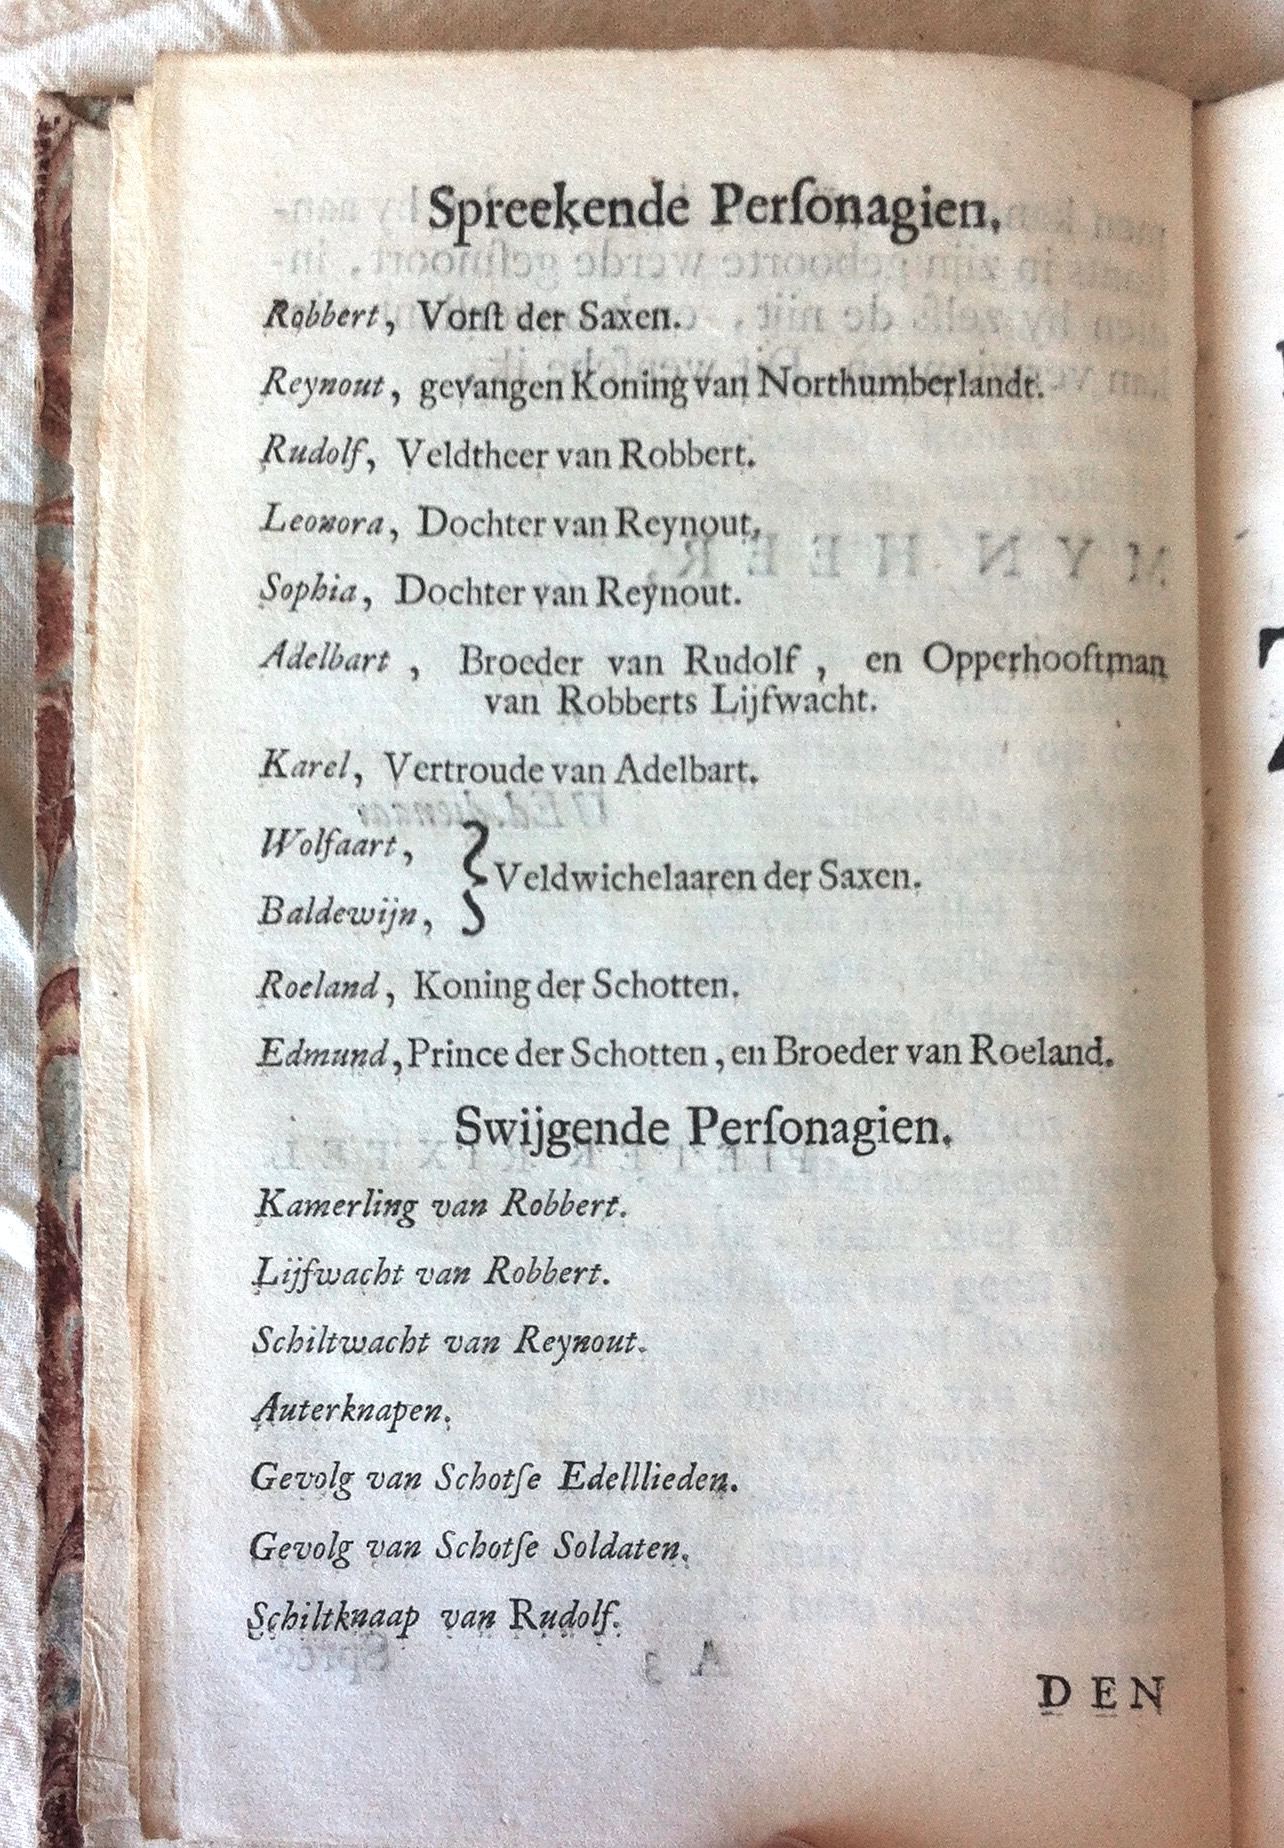 Spreekende Perſonagien.
Robbert, Vorſt der Saxen.
Reynout, gevangen Koning van Northumberlandt.
Rudolf, Veldtheer van Robbert.
Leonora, Dochter van Reynout.
Sophia, Dochter van Reynout.
Adelbart, Broeder van Rudolf, en Opperhooftman
van Robberts Lijfwacht.
Karel, Vertroude van Adelbart.
Wolfaart,
Veldwichelaaren der Saxen.
Baldewijn,
Roeland, Koning der Schotten.
Edmund, Prince der Schotten, en Broeder van Roeland.
Swijgende Perſonagien.
Kamerling van Robbert.
Lijfwacht van Robbert.
Schiltwacht van Reynout.
Auterknapen.
Gevolg van Schotſe Edelllieden.
Gevolg van Schotſe Soldaten.
Schiltknaap van Rudolf.
DEN